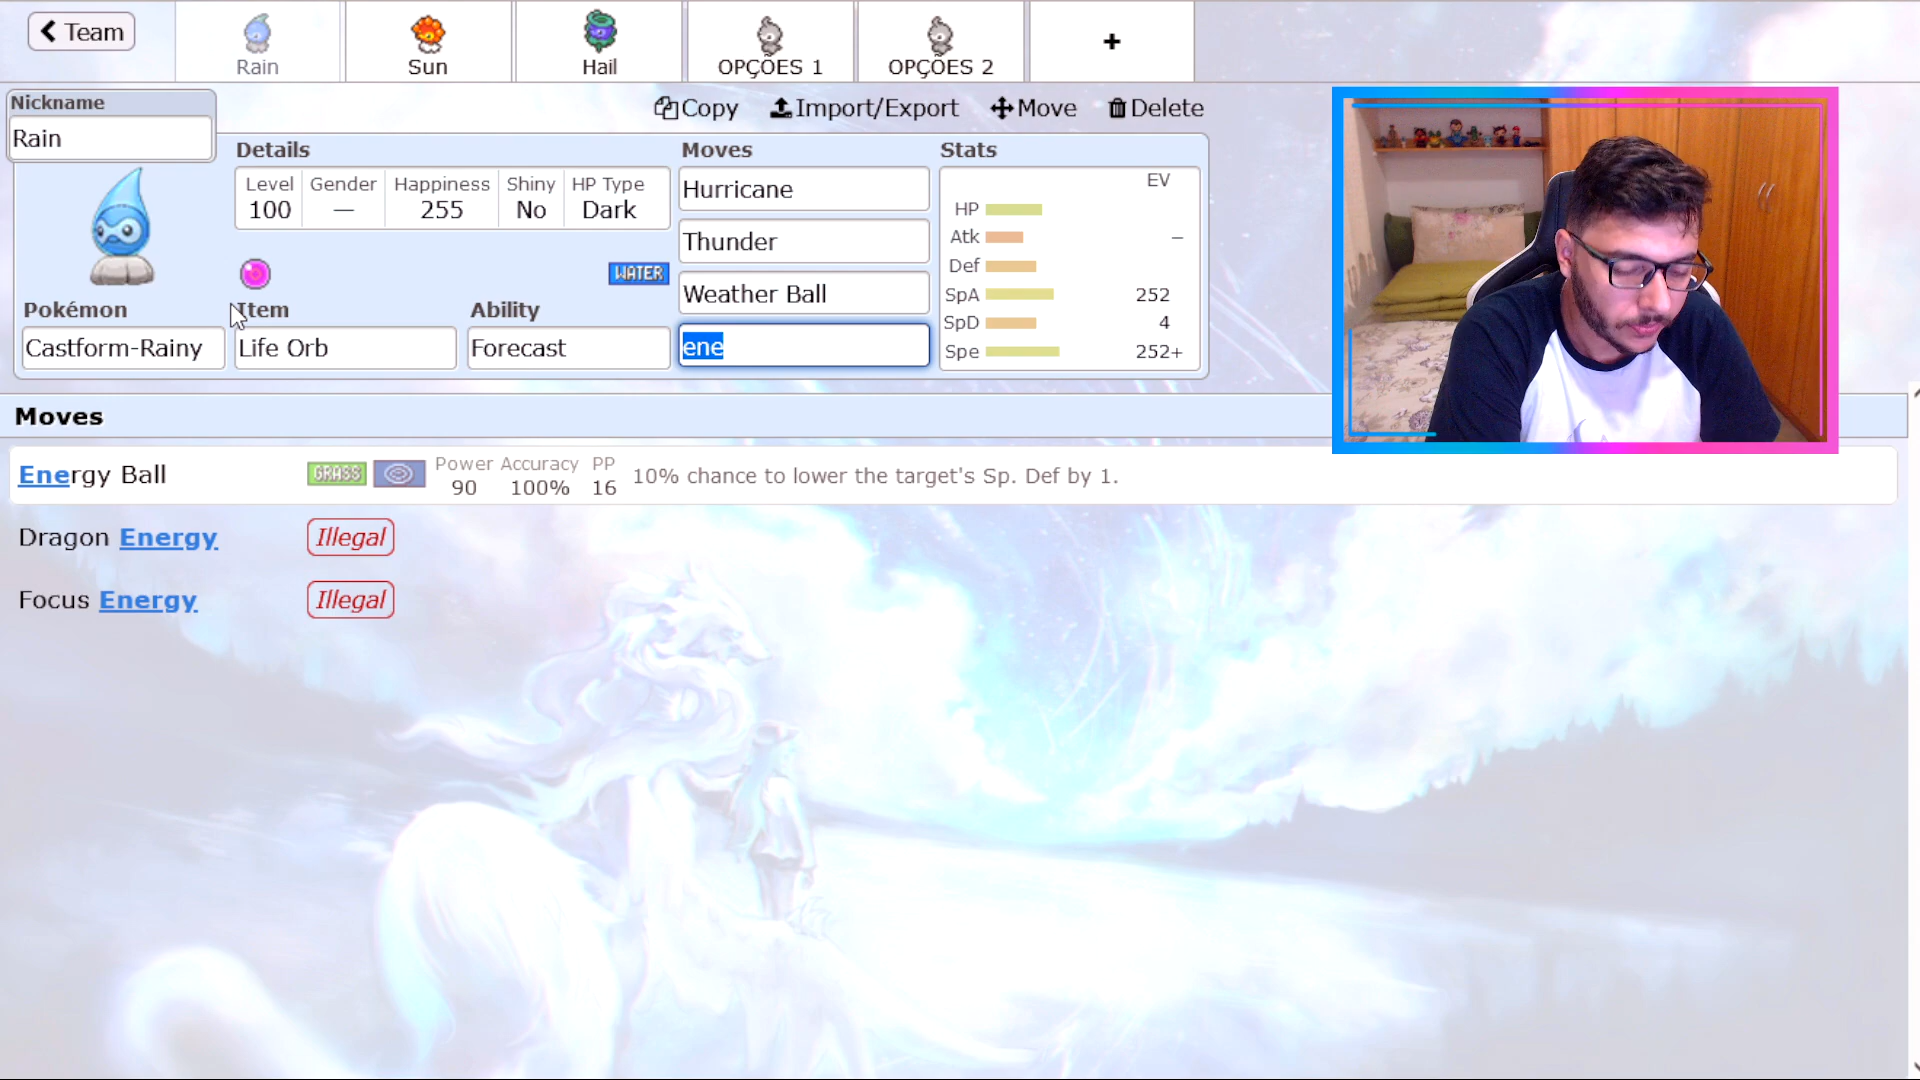 Team
Rain
Sun
Hail
OPÇÕES 1
OPÇÕES 2
+
Nickname
Rain
Copy
Import/Export
Move
Delete
Details
Level
100
Gender
—
Happiness
255
Shiny
No
HP Type
Dark
WATER
Pokémon
Castform-Rainy
Item
Life Orb
Ability
Forecast
Moves
Hurricane
Thunder
Weather Ball
ene
Stats
EV
HP
Atk –
Def
SpA 252
SpD 4
Spe 252+
Moves
Energy Ball GRASS Power 90 Accuracy 100% PP 16 10% chance to lower the target's Sp. Def by 1.
Dragon Energy Illegal
Focus Energy Illegal